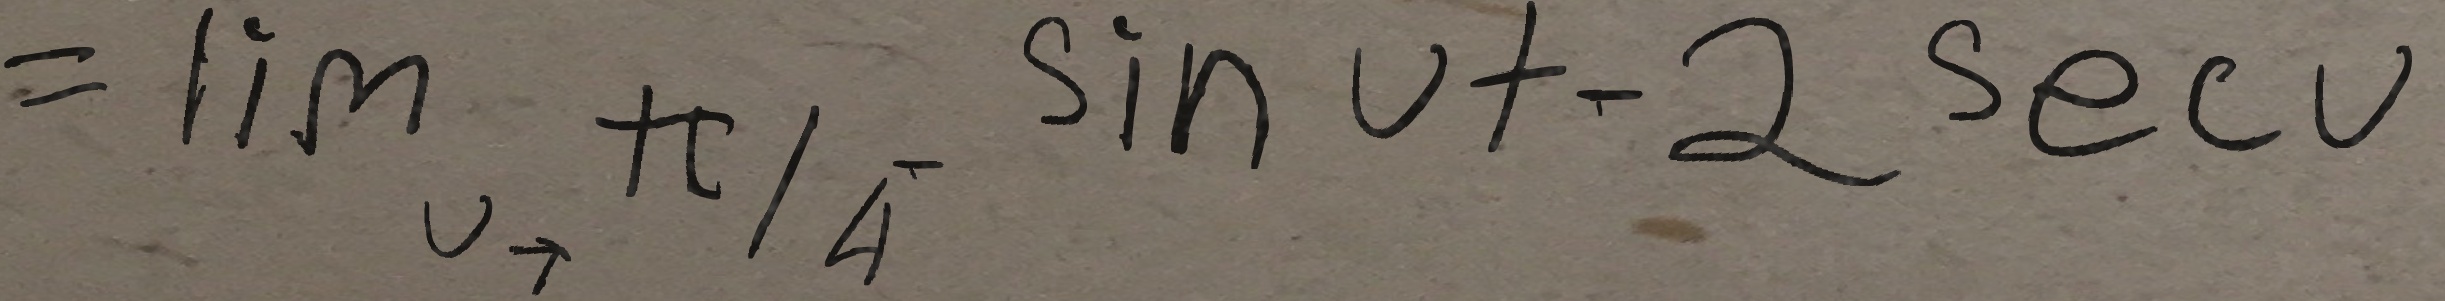 = lim_{v→π/4^-} sin v + -2 sec v